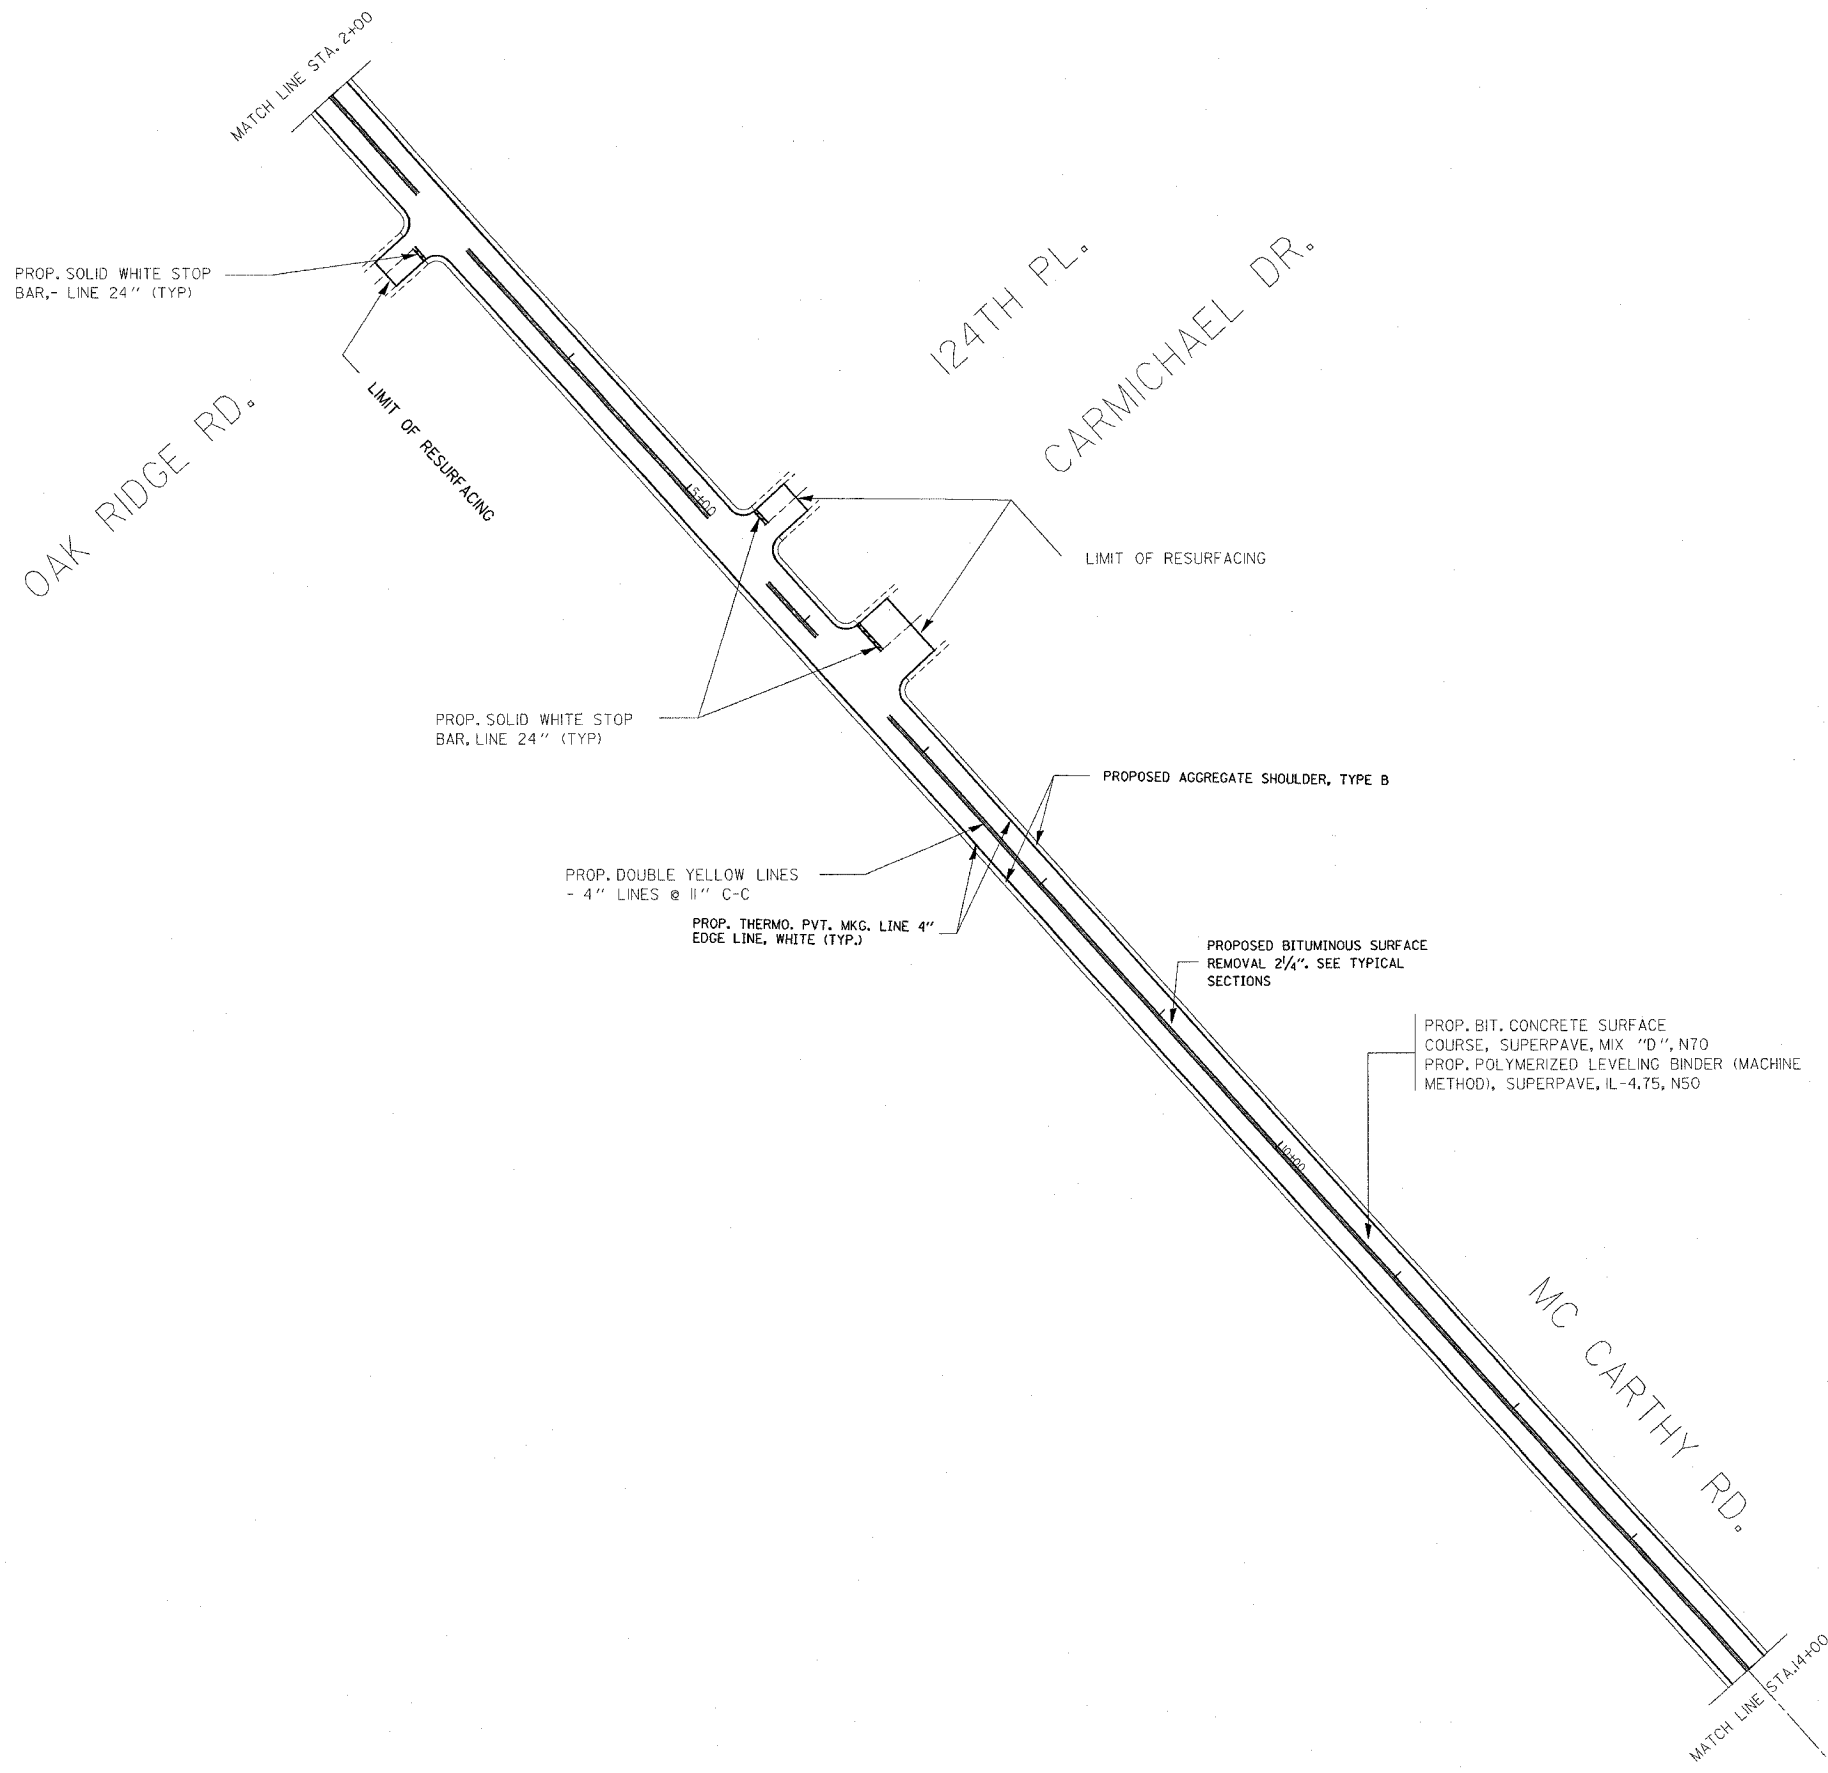 MATCH LINE STA. 2+00
PROP. SOLID WHITE STOP
BAR,- LINE 24" (TYP)
LIMIT OF RESURFACING
OAK RIDGE RD.
124TH PL.
CARMICHAEL DR.
5+00
LIMIT OF RESURFACING
PROP. SOLID WHITE STOP
BAR, LINE 24" (TYP)
PROPOSED AGGREGATE SHOULDER, TYPE B
PROP. DOUBLE YELLOW LINES
- 4" LINES @ 11" C-C
PROP. THERMO. PVT. MKG. LINE 4"
EDGE LINE, WHITE (TYP.)
PROPOSED BITUMINOUS SURFACE
REMOVAL 2 1/4". SEE TYPICAL
SECTIONS
PROP. BIT. CONCRETE SURFACE
COURSE, SUPERPAVE, MIX "D", N70
PROP. POLYMERIZED LEVELING BINDER (MACHINE
METHOD), SUPERPAVE, IL-4.75, N50
10+00
MC CARTHY RD.
MATCH LINE STA.14+00